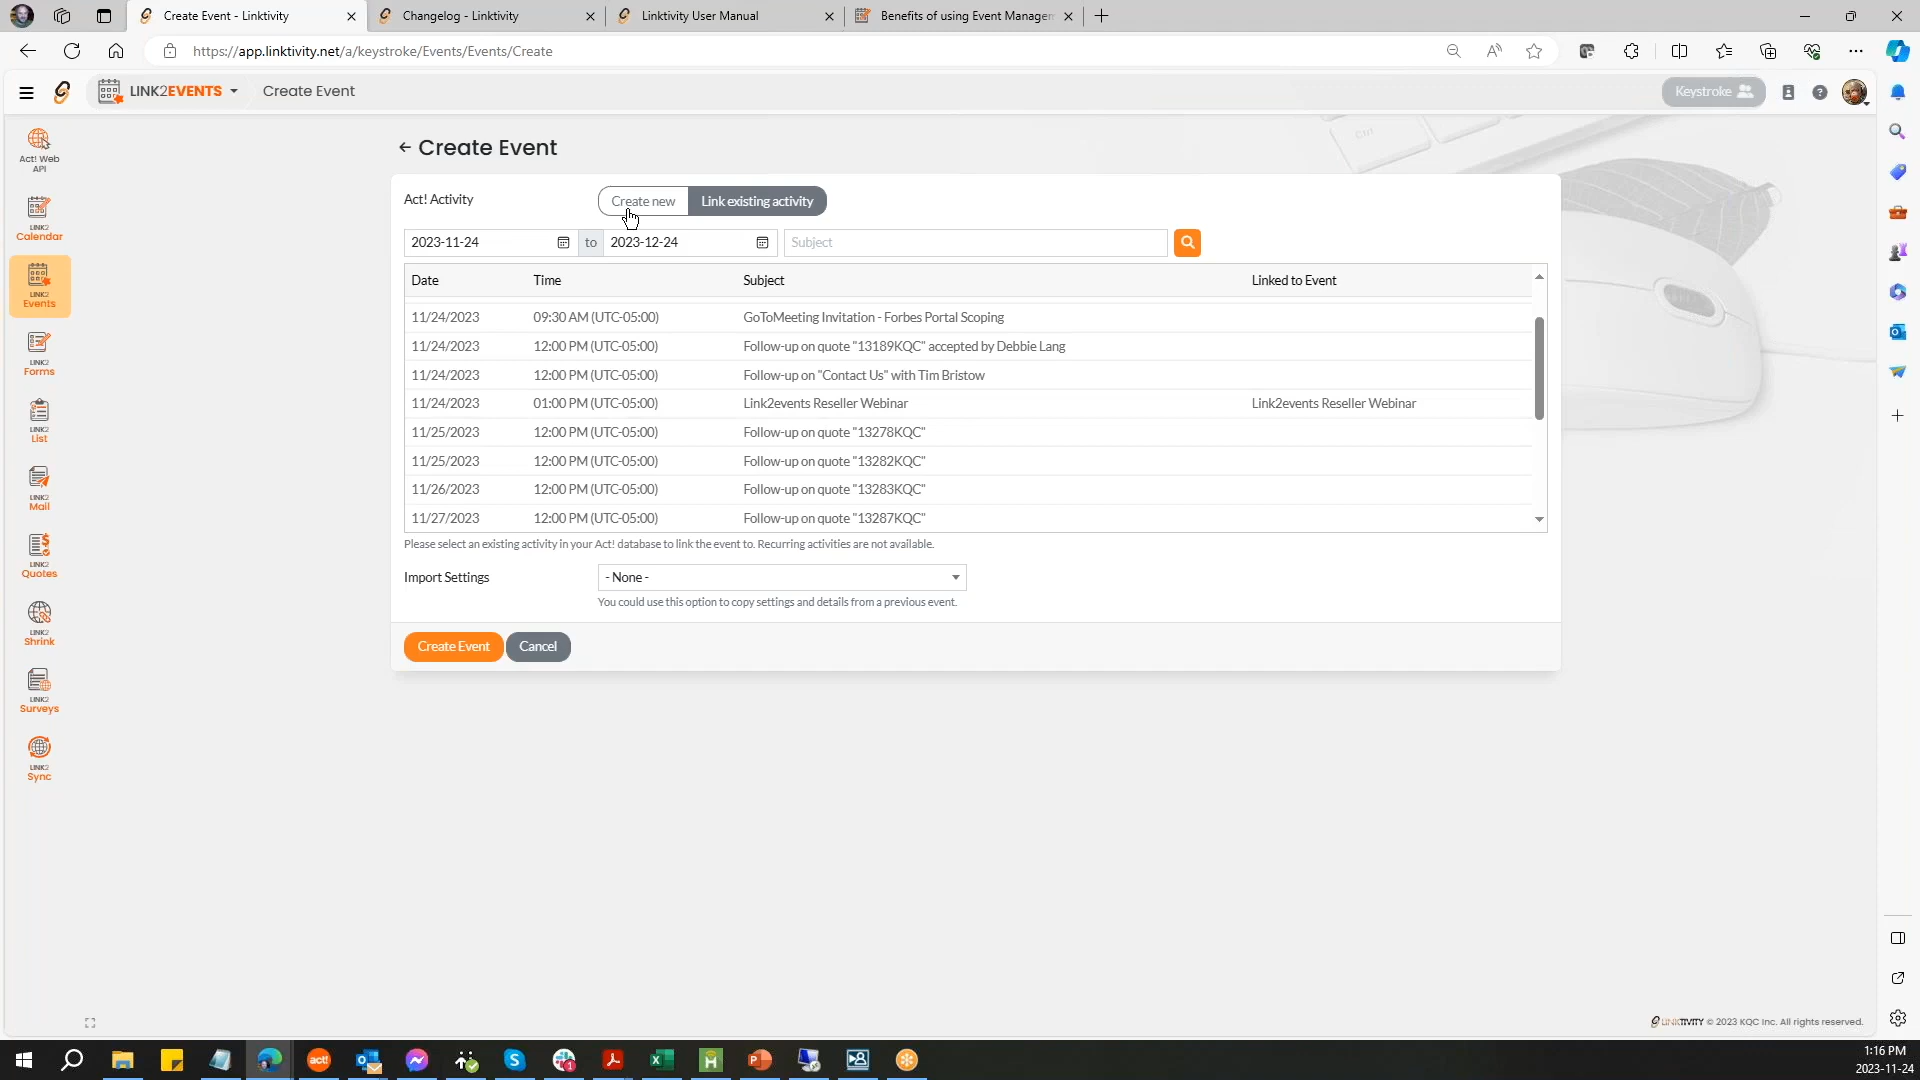 Create Event - Linktivity
Changelog - Linktivity
Linktivity User Manual
Benefits of using Event Manager
https://app.linktivity.net/a/keystroke/Events/Events/Create
LINK2EVENTS
Create Event
Keystroke
Act! Web API
LINK2 Calendar
LINK2 Events
LINK2 Forms
LINK2 List
LINK2 Mail
LINK2 Quotes
LINK2 Shrink
LINK2 Surveys
LINK2 Sync
← Create Event
Act! Activity
Create new
Link existing activity
2023-11-24 to 2023-12-24 Subject
Date Time Subject Linked to Event
11/24/2023 09:30 AM (UTC-05:00) GoToMeeting Invitation - Forbes Portal Scoping
11/24/2023 12:00 PM (UTC-05:00) Follow-up on quote "13189KQC" accepted by Debbie Lang
11/24/2023 12:00 PM (UTC-05:00) Follow-up on "Contact Us" with Tim Bristow
11/24/2023 01:00 PM (UTC-05:00) Link2events Reseller Webinar Link2events Reseller Webinar
11/25/2023 12:00 PM (UTC-05:00) Follow-up on quote "13278KQC"
11/25/2023 12:00 PM (UTC-05:00) Follow-up on quote "13282KQC"
11/26/2023 12:00 PM (UTC-05:00) Follow-up on quote "13283KQC"
11/27/2023 12:00 PM (UTC-05:00) Follow-up on quote "13287KQC"
Please select an existing activity in your Act! database to link the event to. Recurring activities are not available.
Import Settings - None -
You could use this option to copy settings and details from a previous event.
Create Event Cancel
Ctrl
LINKTIVITY © 2023 KQC Inc. All rights reserved.
act!
1:16 PM
2023-11-24